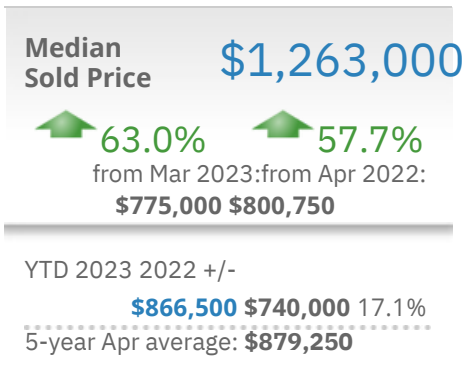 Median
Sold Price
$1,263,000
63.0% 57.7%
from Mar 2023:from Apr 2022:
$775,000 $800,750
YTD 2023 2022 +/-
$866,500 $740,000 17.1%
5-year Apr average: $879,250